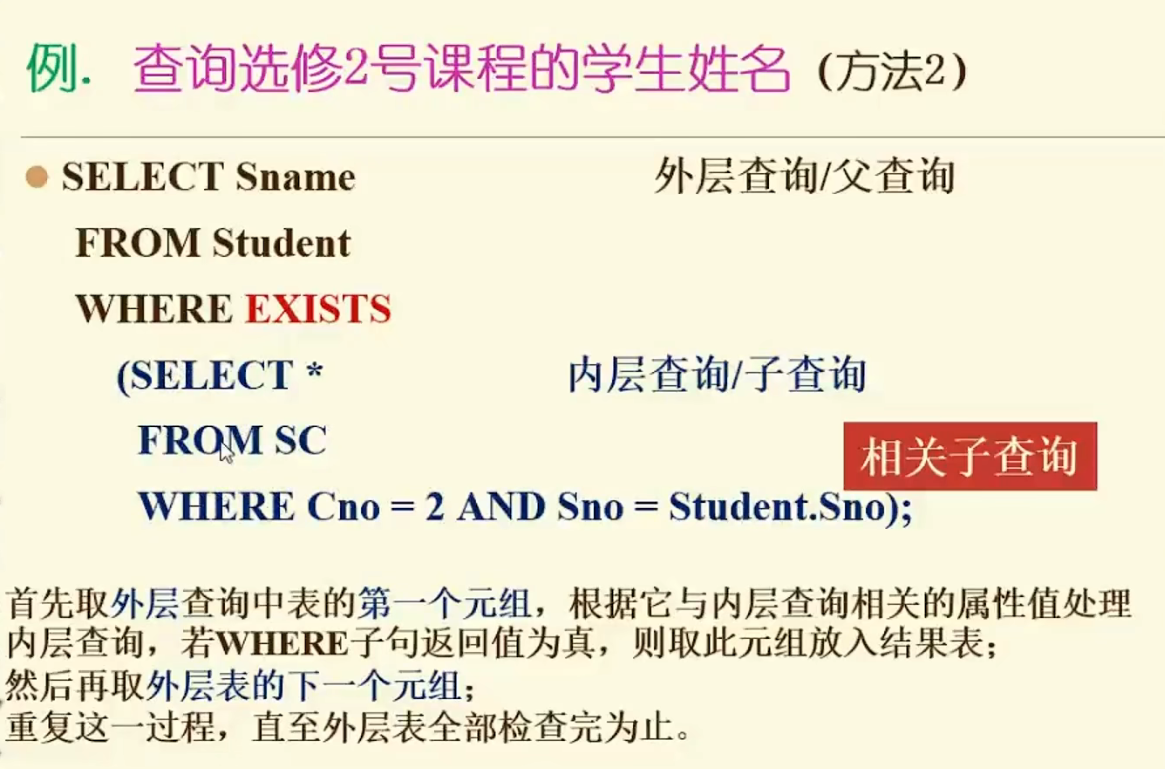 例. 查询选修2号课程的学生姓名（方法2）
SELECT Sname 外层查询/父查询
FROM Student
WHERE EXISTS
(SELECT * 内层查询/子查询
FROM SC
相关子查询
WHERE Cno = 2 AND Sno = Student.Sno);
首先取外层查询中表的第一个元组，根据它与内层查询相关的属性值处理
内层查询，若WHERE子句返回值为真，则取此元组放入结果表；
然后再取外层表的下一个元组；
重复这一过程，直至外层表全部检查完为止。